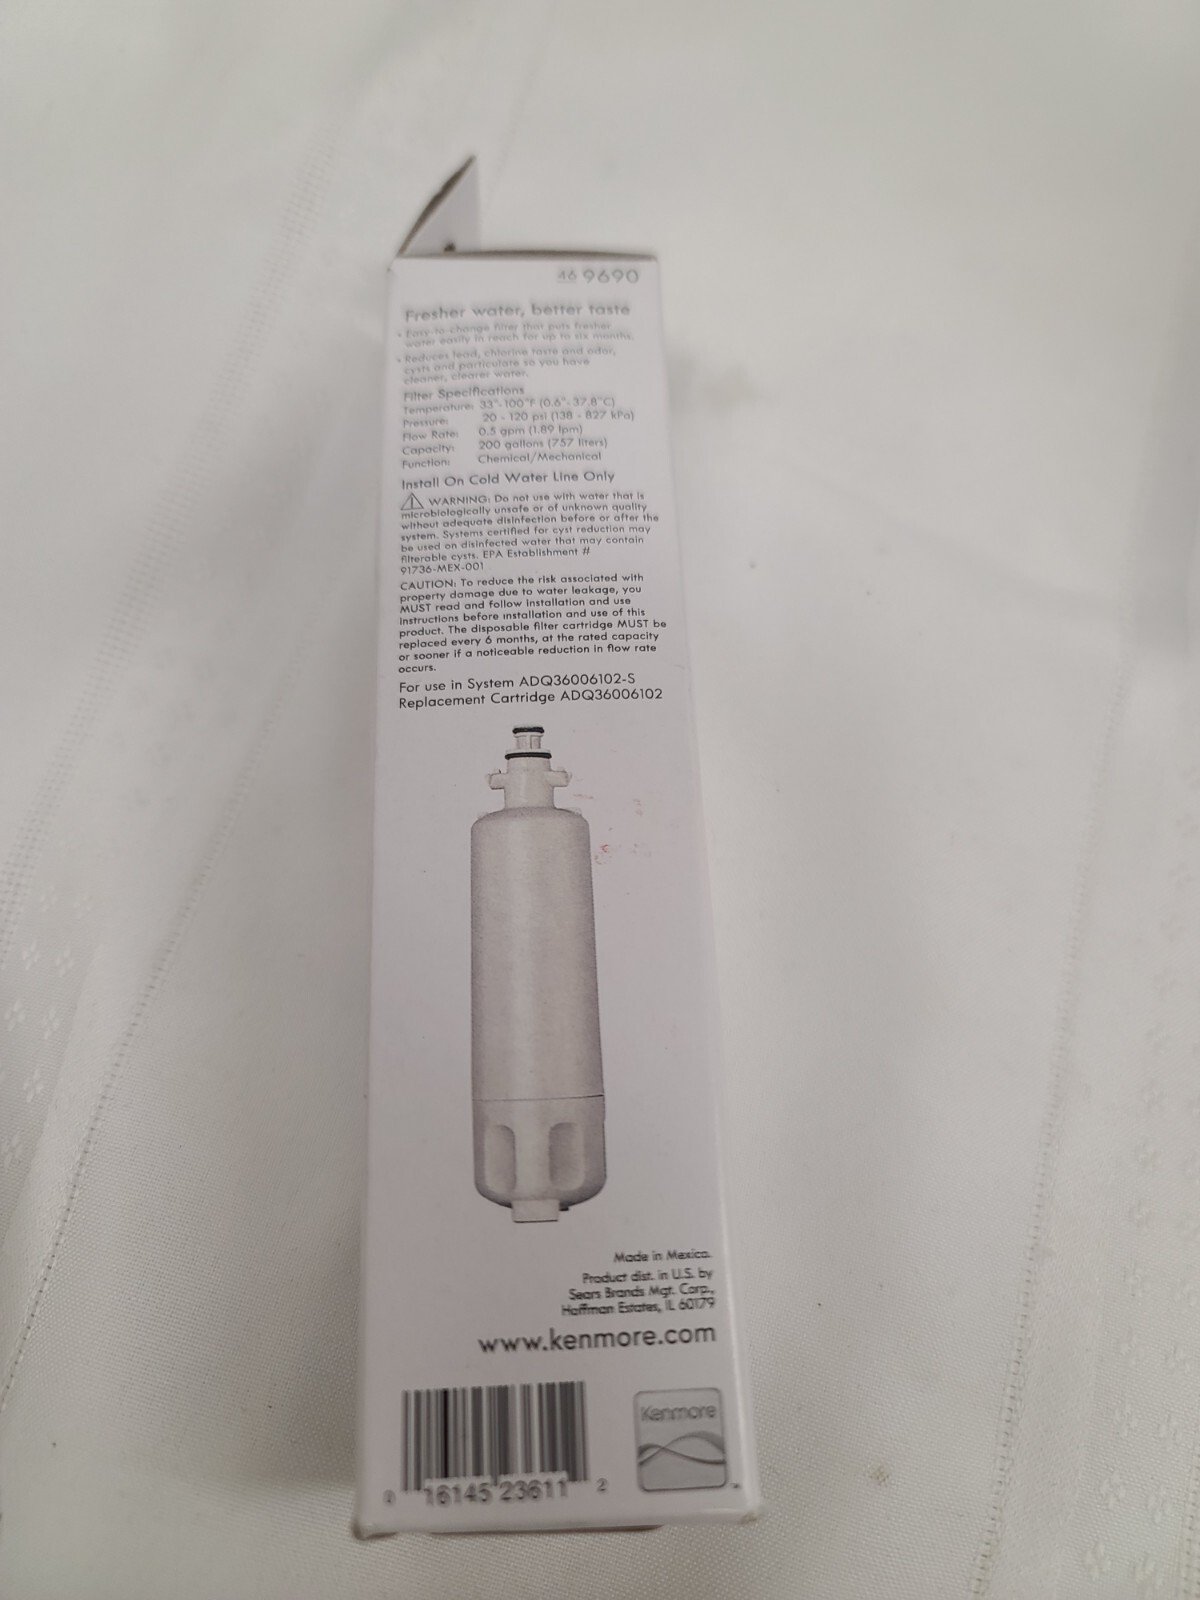 46 9690
Fresher water, better taste
• Easy-to-change filter that puts fresher
water easily in reach for up to six months.
• Reduces lead, chlorine taste and odor,
cysts and particulate so you have
cleaner, clearer water.
Filter Specifications
Temperature: 33°-100°F (0.6°-37.8°C)
Pressure: 20 - 120 psi (138 - 827 kPa)
Flow Rate: 0.5 gpm (1.89 lpm)
Capacity: 200 gallons (757 liters)
Function: Chemical/Mechanical
Install On Cold Water Line Only
WARNING: Do not use with water that is
microbiologically unsafe or of unknown quality
without adequate disinfection before or after the
system. Systems certified for cyst reduction may
be used on disinfected water that may contain
filterable cysts. EPA Establishment #
91736-MEX-001
CAUTION: To reduce the risk associated with
property damage due to water leakage, you
MUST read and follow installation and use
instructions before installation and use of this
product. The disposable filter cartridge MUST be
replaced every 6 months, at the rated capacity
or sooner if a noticeable reduction in flow rate
occurs.
For use in System ADQ36006102-S
Replacement Cartridge ADQ36006102
Made in Mexico.
Product dist. in U.S. by
Sears Brands Mgt. Corp.,
Hoffman Estates, IL 60179
www.kenmore.com
Kenmore
0 16145 23611 2